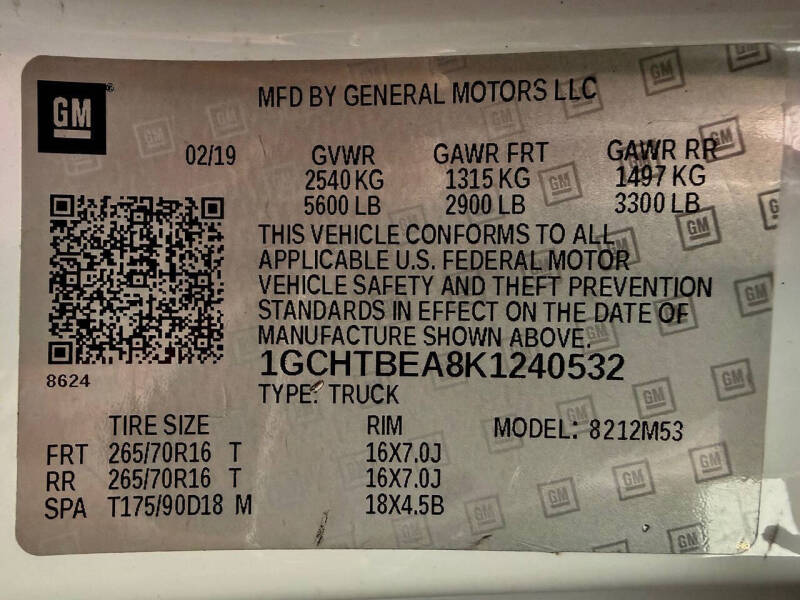 GM
MFD BY GENERAL MOTORS LLC
02/19 GVWR GAWR FRT GAWR RR
2540 KG 1315 KG 1497 KG
5600 LB 2900 LB 3300 LB
THIS VEHICLE CONFORMS TO ALL
APPLICABLE U.S. FEDERAL MOTOR
VEHICLE SAFETY AND THEFT PREVENTION
STANDARDS IN EFFECT ON THE DATE OF
MANUFACTURE SHOWN ABOVE.
8624
1GCHTBEA8K1240532
TYPE: TRUCK
TIRE SIZE RIM MODEL: 8212M53
FRT 265/70R16 T 16X7.0J
RR 265/70R16 T 16X7.0J
SPA T175/90D18 M 18X4.5B